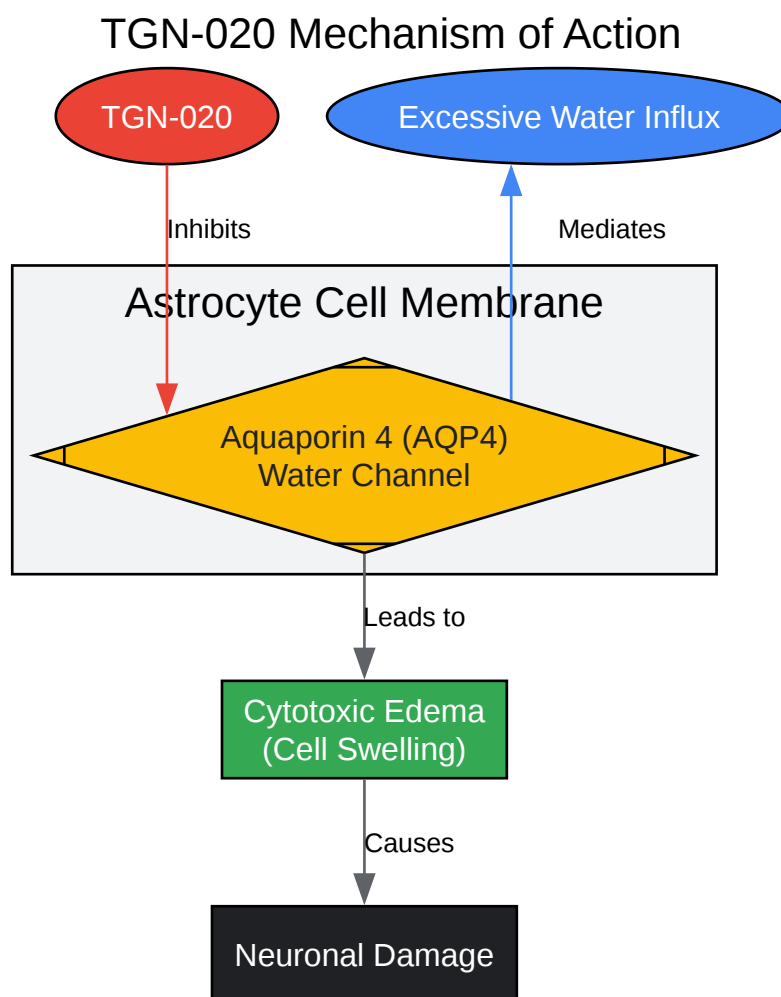 TGN-020 Mechanism of Action
TGN-020
Excessive Water Influx
Inhibits
Mediates
Astrocyte Cell Membrane
Aquaporin 4 (AQP4)
Water Channel
Leads to
Cytotoxic Edema
(Cell Swelling)
Causes
Neuronal Damage